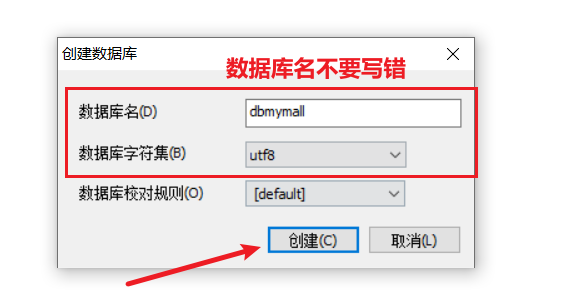 创建数据库
数据库名不要写错
数据库名(D) dbmymall
数据库字符集(B) utf8
数据库校对规则(O) [default]
创建(C) 取消(L)